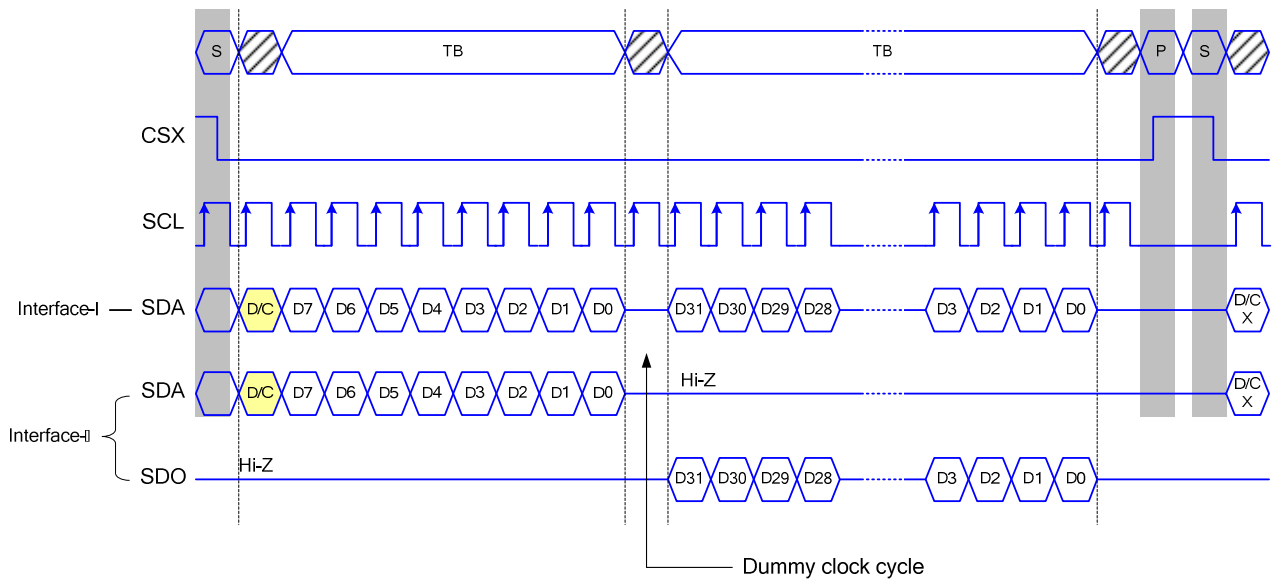 S TB TB P S
CSX
SCL
Interface-I SDA D/C D7 D6 D5 D4 D3 D2 D1 D0 D31 D30 D29 D28 D3 D2 D1 D0 D/C X
SDA D/C D7 D6 D5 D4 D3 D2 D1 D0 Hi-Z D/C X
Interface-▯
SDO Hi-Z D31 D30 D29 D28 D3 D2 D1 D0
Dummy clock cycle